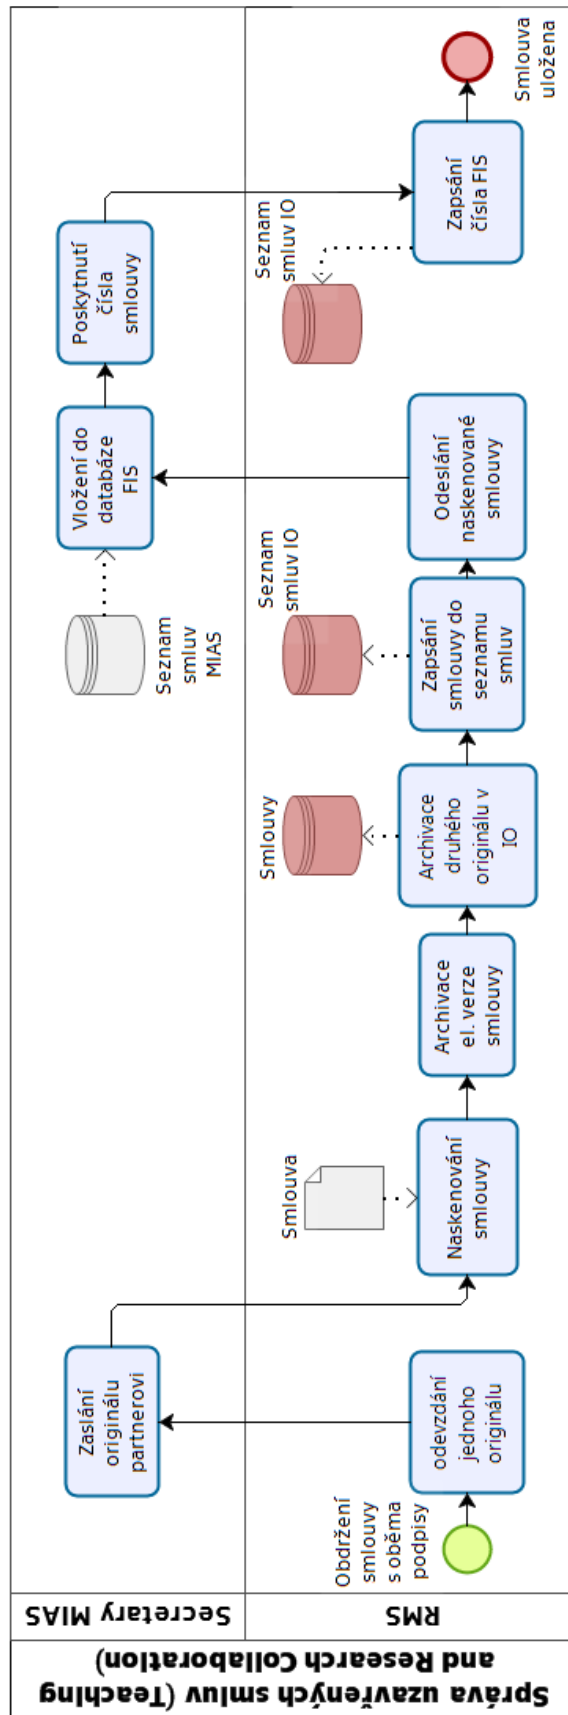 Správa uzavřených smluv (Teaching
and Research Collaboration)
Secretary MIAS
RMS
Obdržení
smlouvy
s oběma
podpisy
odevzdání
jednoho
originálu
Zaslání
originálu
partnerovi
Smlouva
Naskenování
smlouvy
Archivace
el. verze
smlouvy
Archivace
druhého
originálu v
IO
Smlouvy
Zapsání
smlouvy do
seznamu
smluv
Seznam
smluv IO
Odeslání
naskenované
smlouvy
Seznam
smluv
MIAS
Vložení do
databáze
FIS
Poskytnutí
čísla
smlouvy
Seznam
smluv IO
Zapsání
čísla FIS
Smlouva
uložena